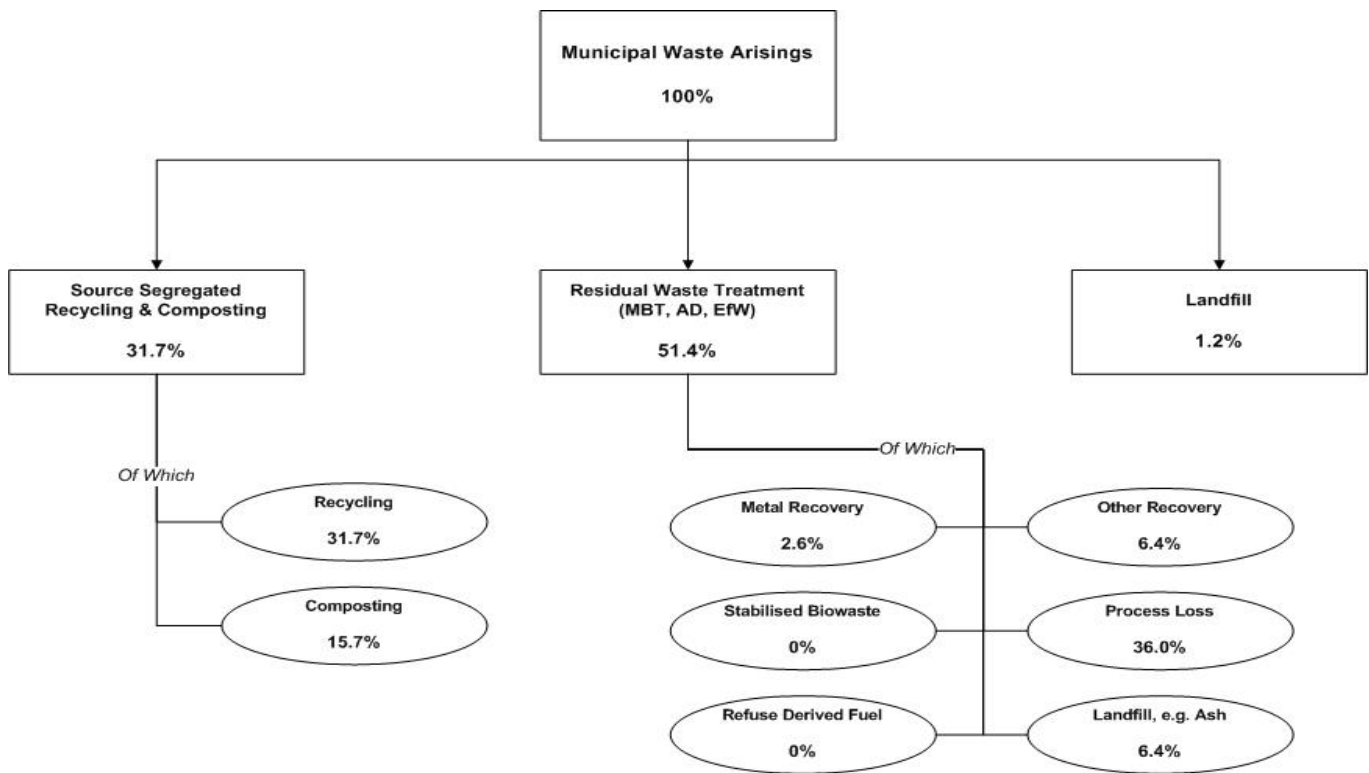 Municipal Waste Arisings
100%
Source Segregated
Recycling & Composting
31.7%
Residual Waste Treatment
(MBT, AD, EfW)
51.4%
Landfill
1.2%
Of Which
Recycling
31.7%
Composting
15.7%
Of Which
Metal Recovery
2.6%
Other Recovery
6.4%
Stabilised Biowaste
0%
Process Loss
36.0%
Refuse Derived Fuel
0%
Landfill, e.g. Ash
6.4%